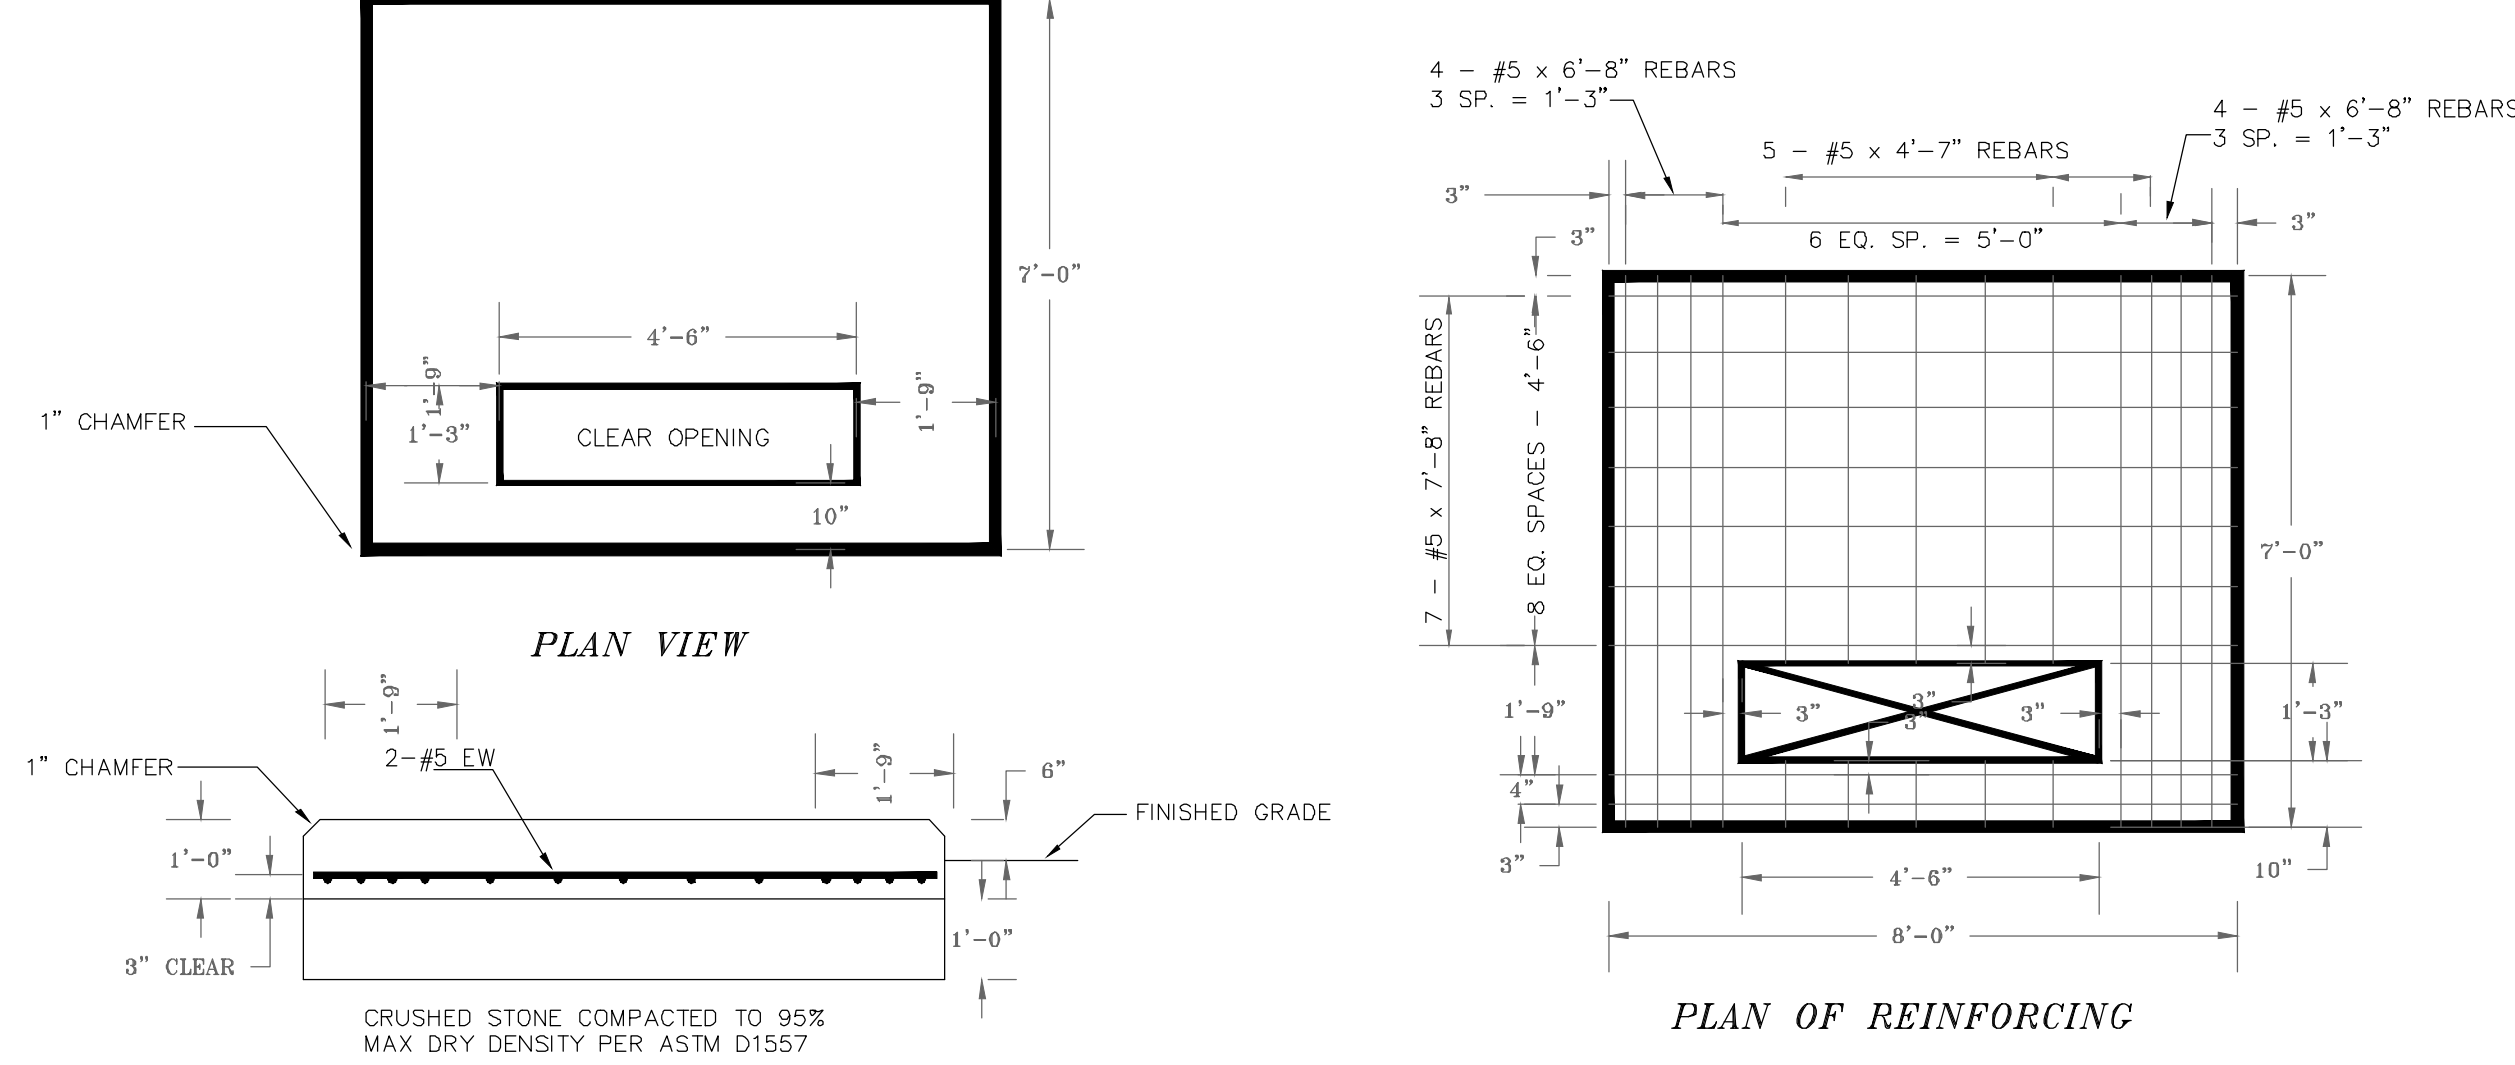 7'-0"
4'-6"
1'-9"
1'-9"
1'-3"
1" CHAMFER
CLEAR OPENING
10"
PLAN VIEW
1'-9"
2-#5 EW
1'-9"
1" CHAMFER
6"
FINISHED GRADE
1'-0"
1'-0"
3" CLEAR
CRUSHED STONE COMPACTED TO 95%
MAX DRY DENSITY PER ASTM D1557
4 - #5 x 6'-8" REBARS
3 SP. = 1'-3"
4 - #5 x 6'-8" REBARS
3 SP. = 1'-3"
5 - #5 x 4'-7" REBARS
3"
3"
6 EQ. SP. = 5'-0"
3"
7 - #5 x 7'-8" REBARS
8 EQ. SPACES - 4'-6"
7'-0"
1'-9"
3"
3"
3"
3"
1'-3"
4"
3"
4'-6"
10"
8'-0"
PLAN OF REINFORCING